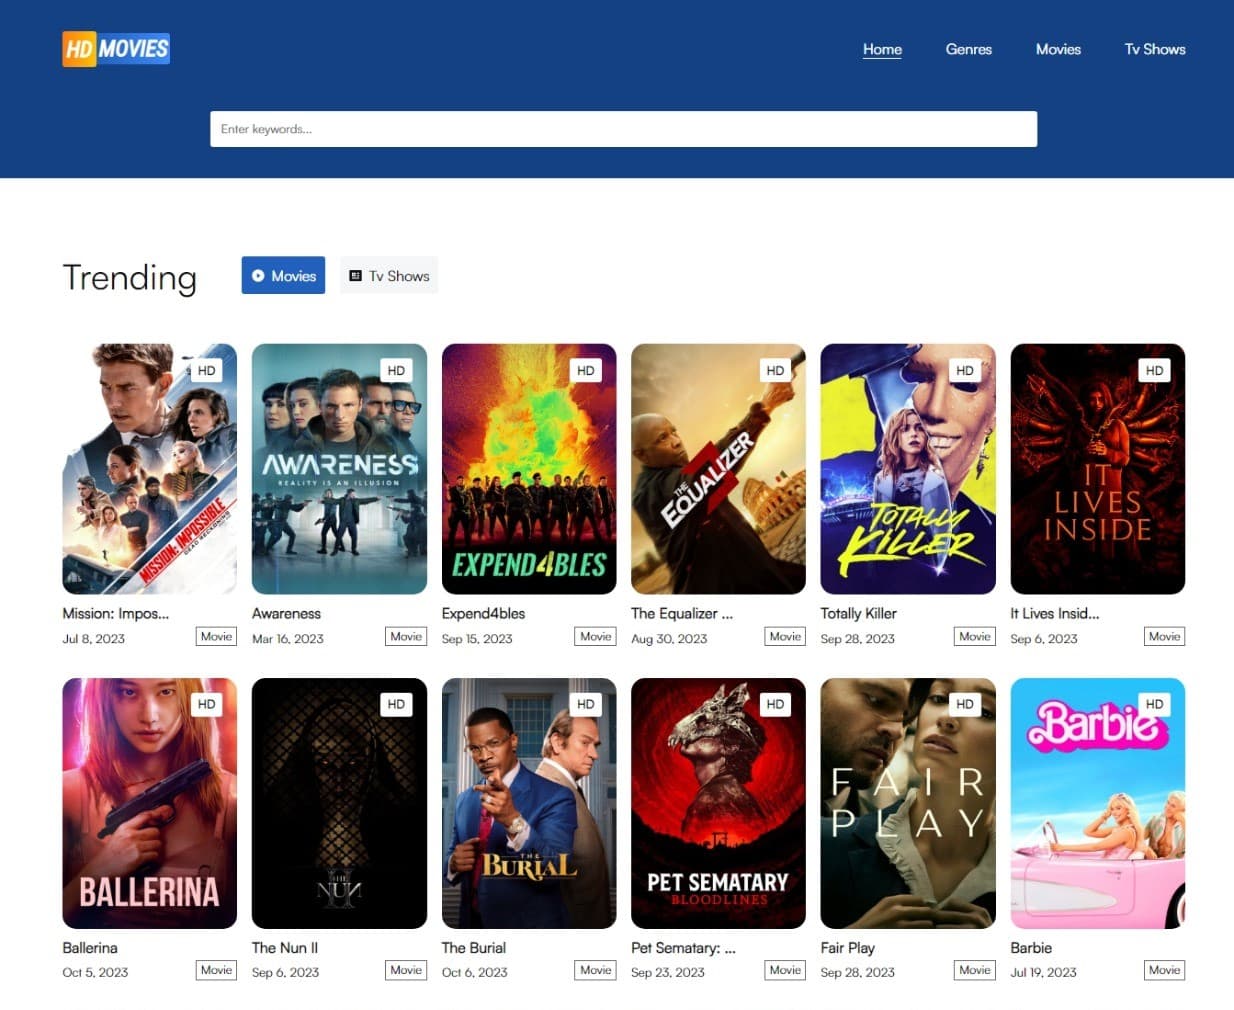 HD MOVIES
Home
Genres
Movies
Tv Shows
Enter keywords...
Trending
Movies
Tv Shows
HD
MISSION: IMPOSSIBLE
DEAD RECKONING
Mission: Impos...
Jul 8, 2023
Movie
HD
AWARENESS
REALITY IS AN ILLUSION
Awareness
Mar 16, 2023
Movie
HD
EXPEND4BLES
Expend4bles
Sep 15, 2023
Movie
HD
THE
EQUALIZER
3
The Equalizer ...
Aug 30, 2023
Movie
HD
TOTALLY
KILLER
Totally Killer
Sep 28, 2023
Movie
HD
IT
LIVES
INSIDE
It Lives Insid...
Sep 6, 2023
Movie
HD
BALLERINA
Ballerina
Oct 5, 2023
Movie
HD
THE
NUN
II
The Nun II
Sep 6, 2023
Movie
HD
THE
BURIAL
The Burial
Oct 6, 2023
Movie
HD
PET SEMATARY
BLOODLINES
Pet Sematary: ...
Sep 23, 2023
Movie
HD
FAIR
PLAY
Fair Play
Sep 28, 2023
Movie
HD
Barbie
Barbie
Jul 19, 2023
Movie